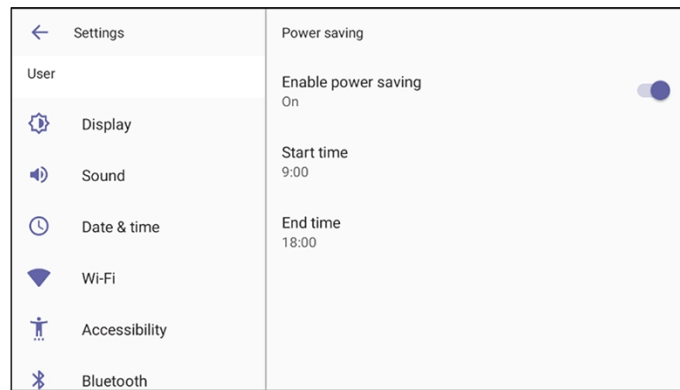 Settings
User
Display
Sound
Date & time
Wi-Fi
Accessibility
Bluetooth
Power saving
Enable power saving
On
Start time
9:00
End time
18:00